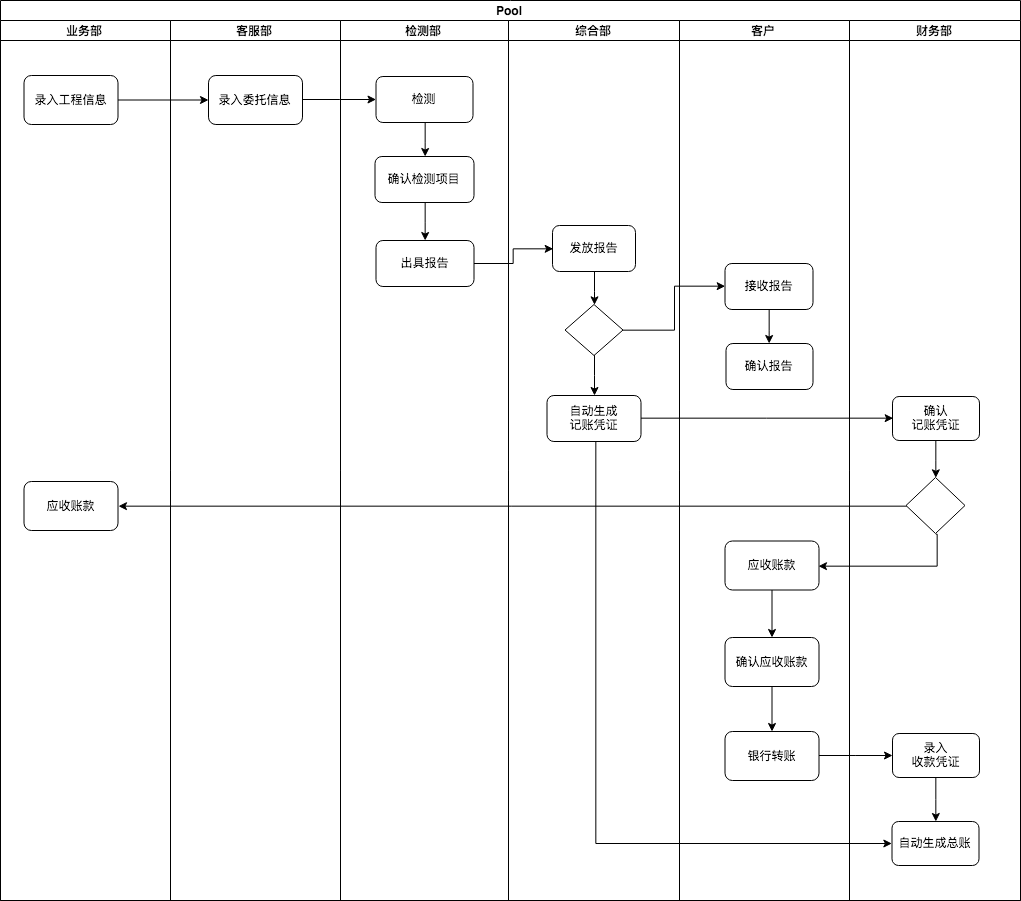 Pool
业务部
客服部
检测部
综合部
客户
财务部
录入工程信息
录入委托信息
检测
确认检测项目
出具报告
发放报告
接收报告
确认报告
自动生成
记账凭证
确认
记账凭证
应收账款
应收账款
确认应收账款
银行转账
录入
收款凭证
自动生成总账